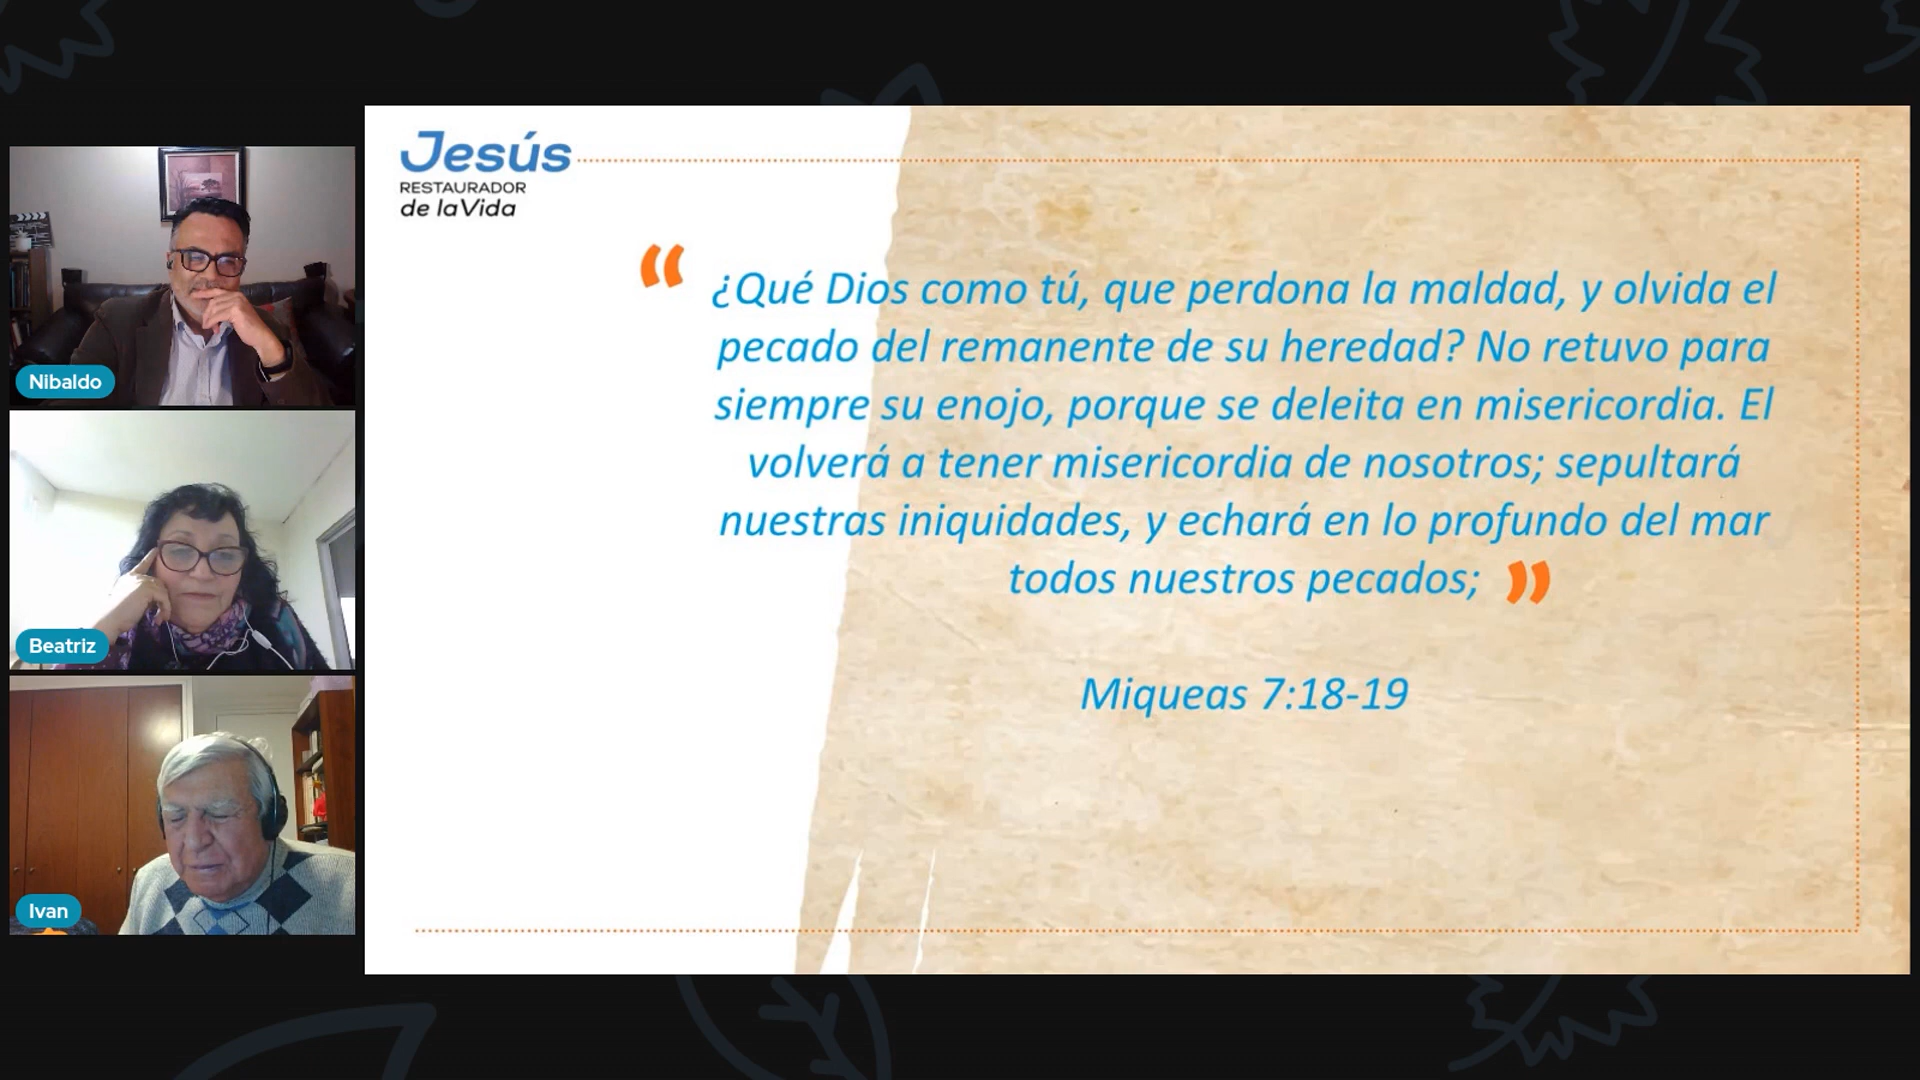 Jesús
RESTAURADOR
de la Vida
“ ¿Qué Dios como tú, que perdona la maldad, y olvida el
pecado del remanente de su heredad? No retuvo para
siempre su enojo, porque se deleita en misericordia. El
volverá a tener misericordia de nosotros; sepultará
nuestras iniquidades, y echará en lo profundo del mar
todos nuestros pecados; ”
Miqueas 7:18-19
Nibaldo
Beatriz
Ivan